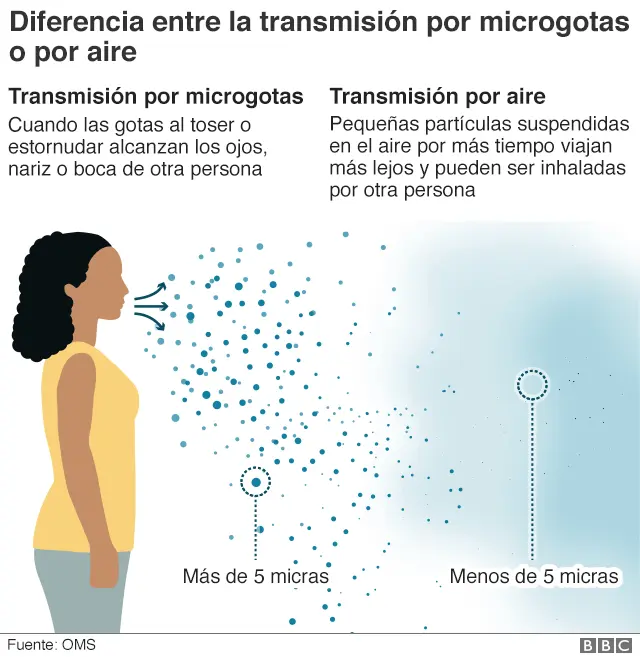 Diferencia entre la transmisión por microgotas
o por aire
Transmisión por microgotas
Cuando las gotas al toser o
estornudar alcanzan los ojos,
nariz o boca de otra persona
Transmisión por aire
Pequeñas partículas suspendidas
en el aire por más tiempo viajan
más lejos y pueden ser inhaladas
por otra persona
Más de 5 micras
Menos de 5 micras
Fuente: OMS
BBC